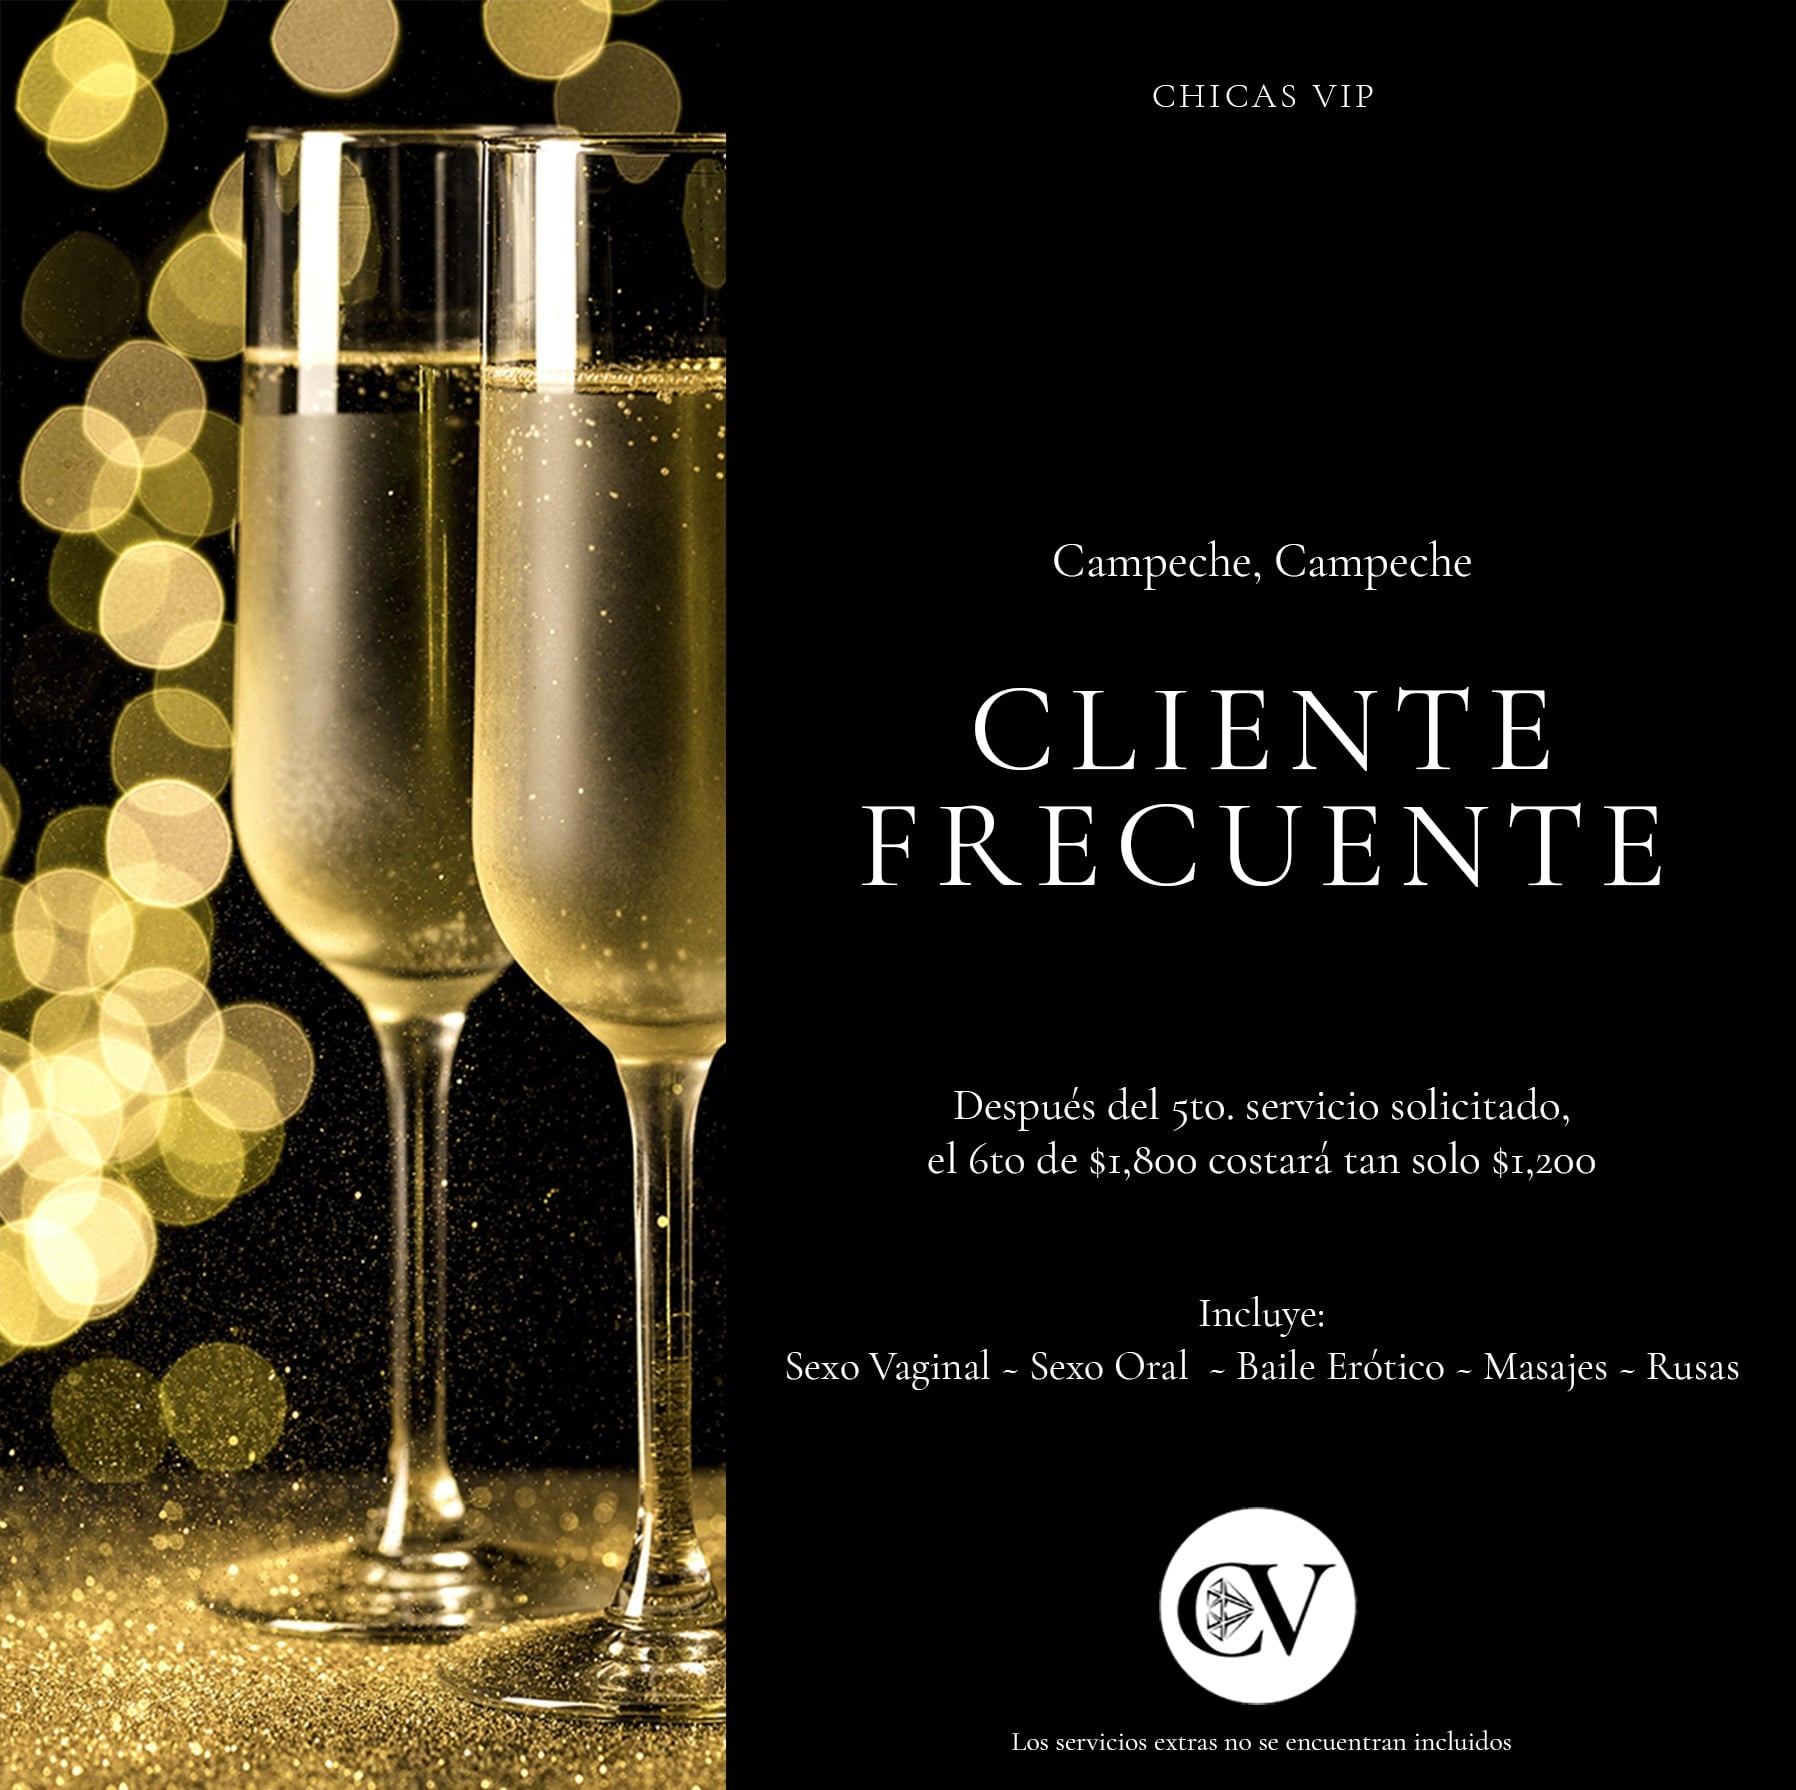 CHICAS VIP
Campeche, Campeche
CLIENTE
FRECUENTE
Después del 5to. servicio solicitado,
el 6to de $1,800 costará tan solo $1,200
Incluye:
Sexo Vaginal ~ Sexo Oral ~ Baile Erótico ~ Masajes ~ Rusas
CV
Los servicios extras no se encuentran incluidos